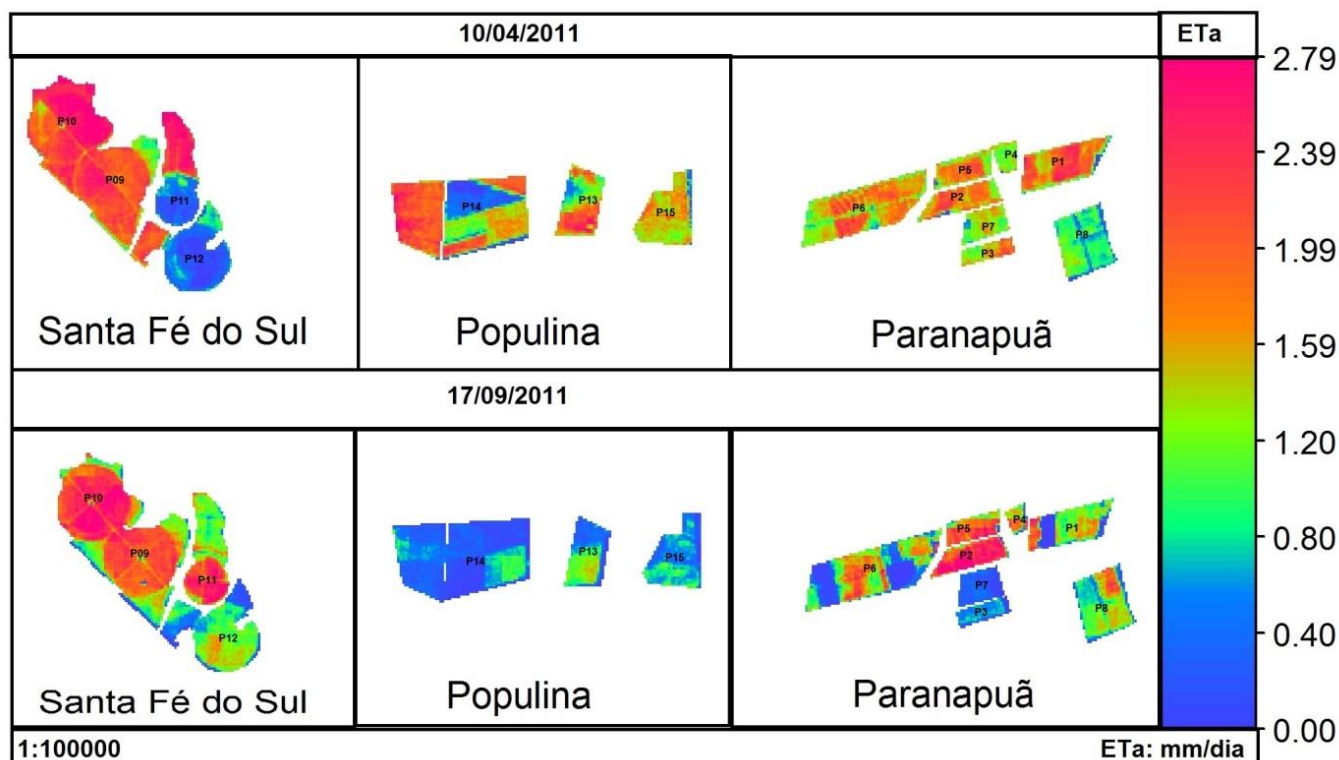 10/04/2011
ETa
P10
P09
P11
P12
Santa Fé do Sul
P14
P13
P15
Populina
P4
P5
P1
P2
P6
P7
P8
P3
Paranapuã
17/09/2011
P10
P09
P11
P12
Santa Fé do Sul
P14
P13
P15
Populina
P5
P4
P1
P2
P6
P7
P8
P3
Paranapuã
2.79
2.39
1.99
1.59
1.20
0.80
0.40
0.00
1:100000
ETa: mm/dia